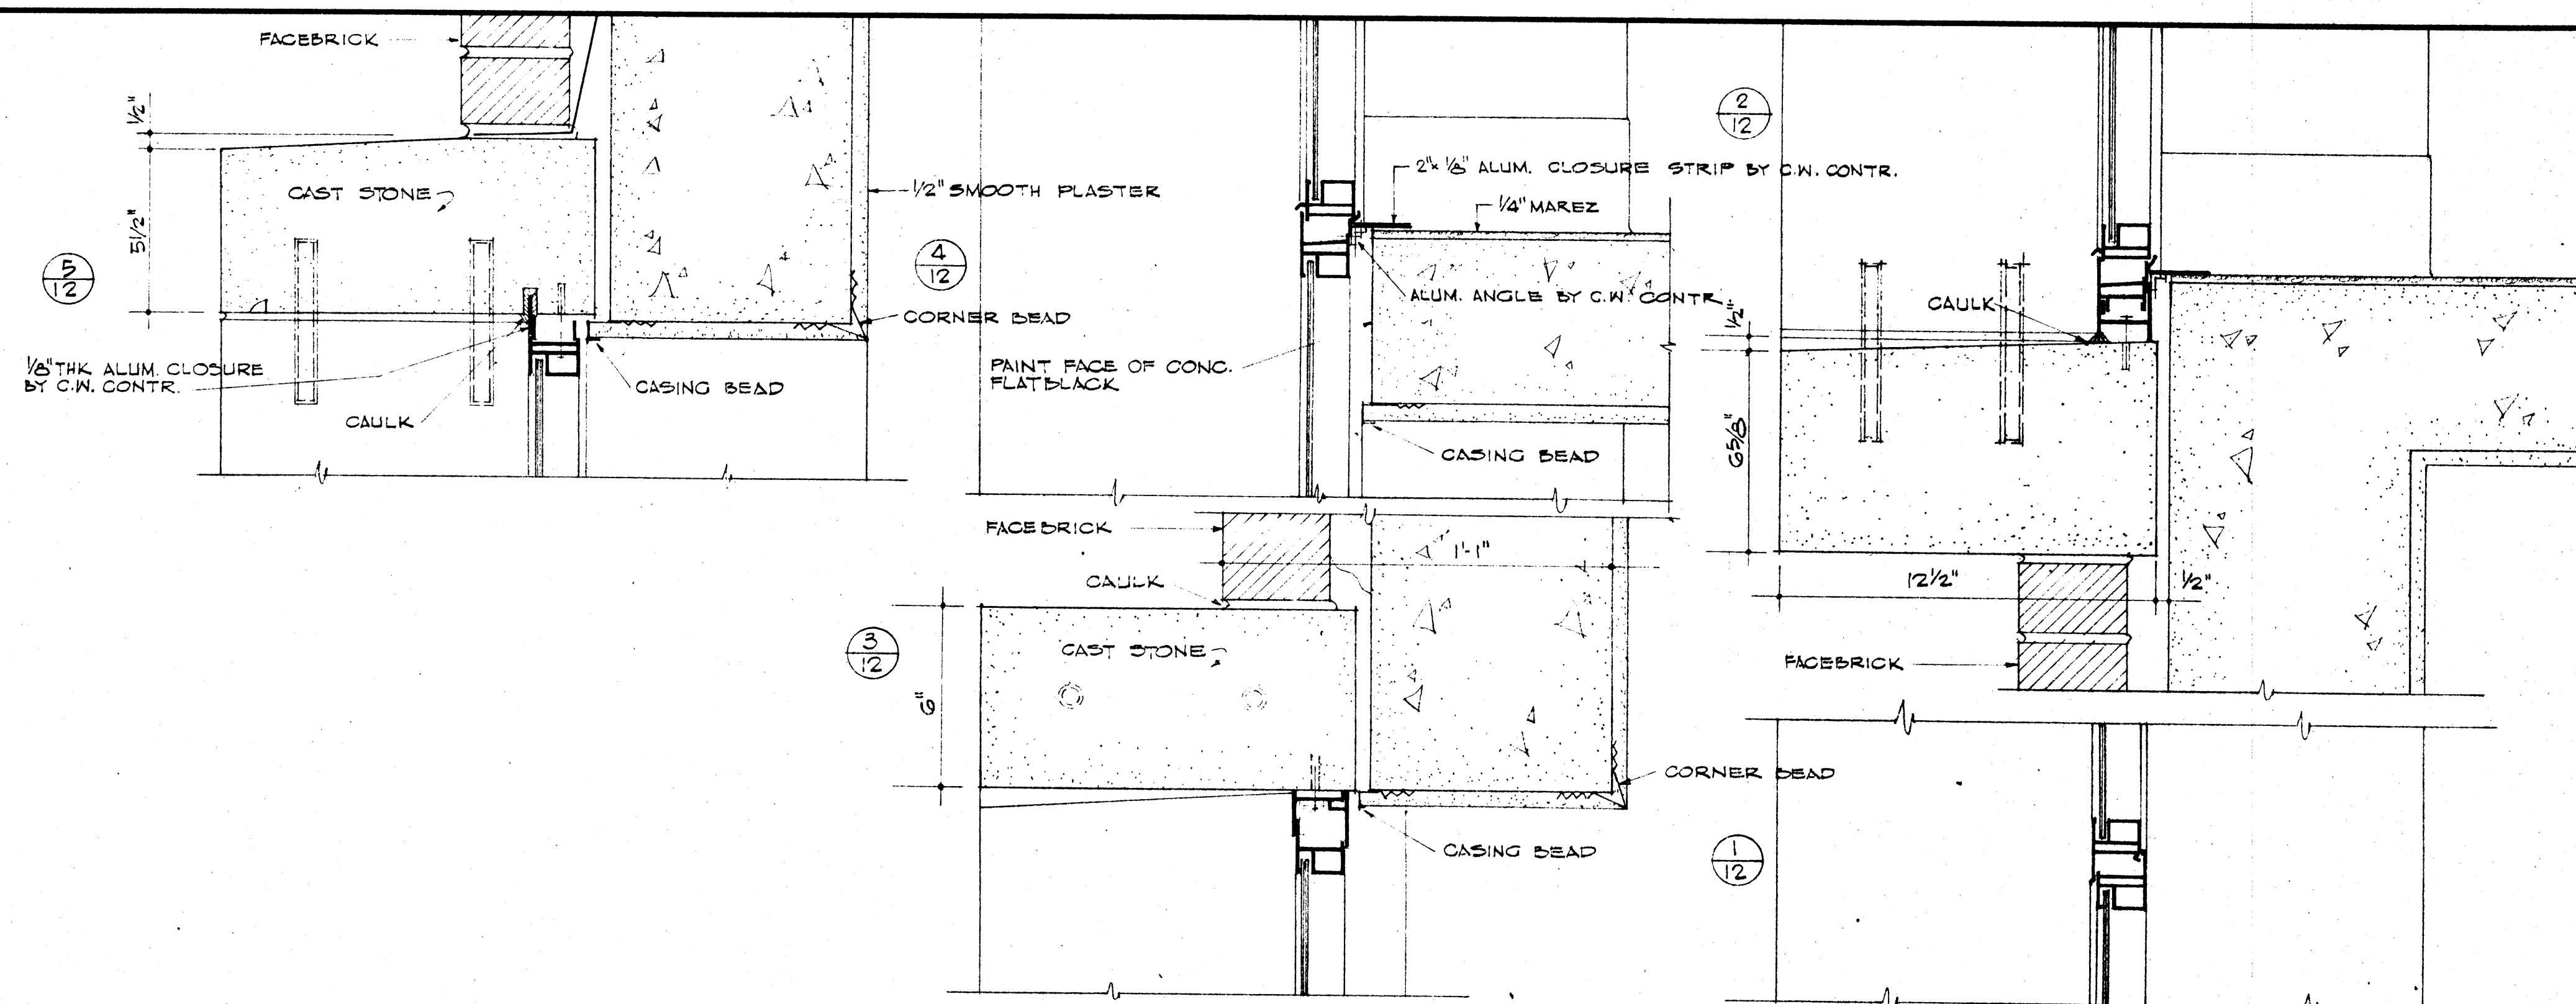 FACEBRICK
1/2"
CAST STONE
5 1/2"
5
12
1/2" SMOOTH PLASTER
CORNER BEAD
1/8" THK ALUM. CLOSURE
BY C.W. CONTR.
CASING BEAD
CAULK
4
12
2"x 1/8" ALUM. CLOSURE STRIP BY C.W. CONTR.
1/4" MAREZ
ALUM. ANGLE BY C.W. CONTR.
PAINT FACE OF CONC.
FLATBLACK
CASING BEAD
FACEBRICK
1'-1"
CAULK
3
12
CAST STONE
6"
CORNER BEAD
CASING BEAD
2
12
CAULK
1/2"
6 5/8"
12 1/2"
1/2"
FACEBRICK
1
12